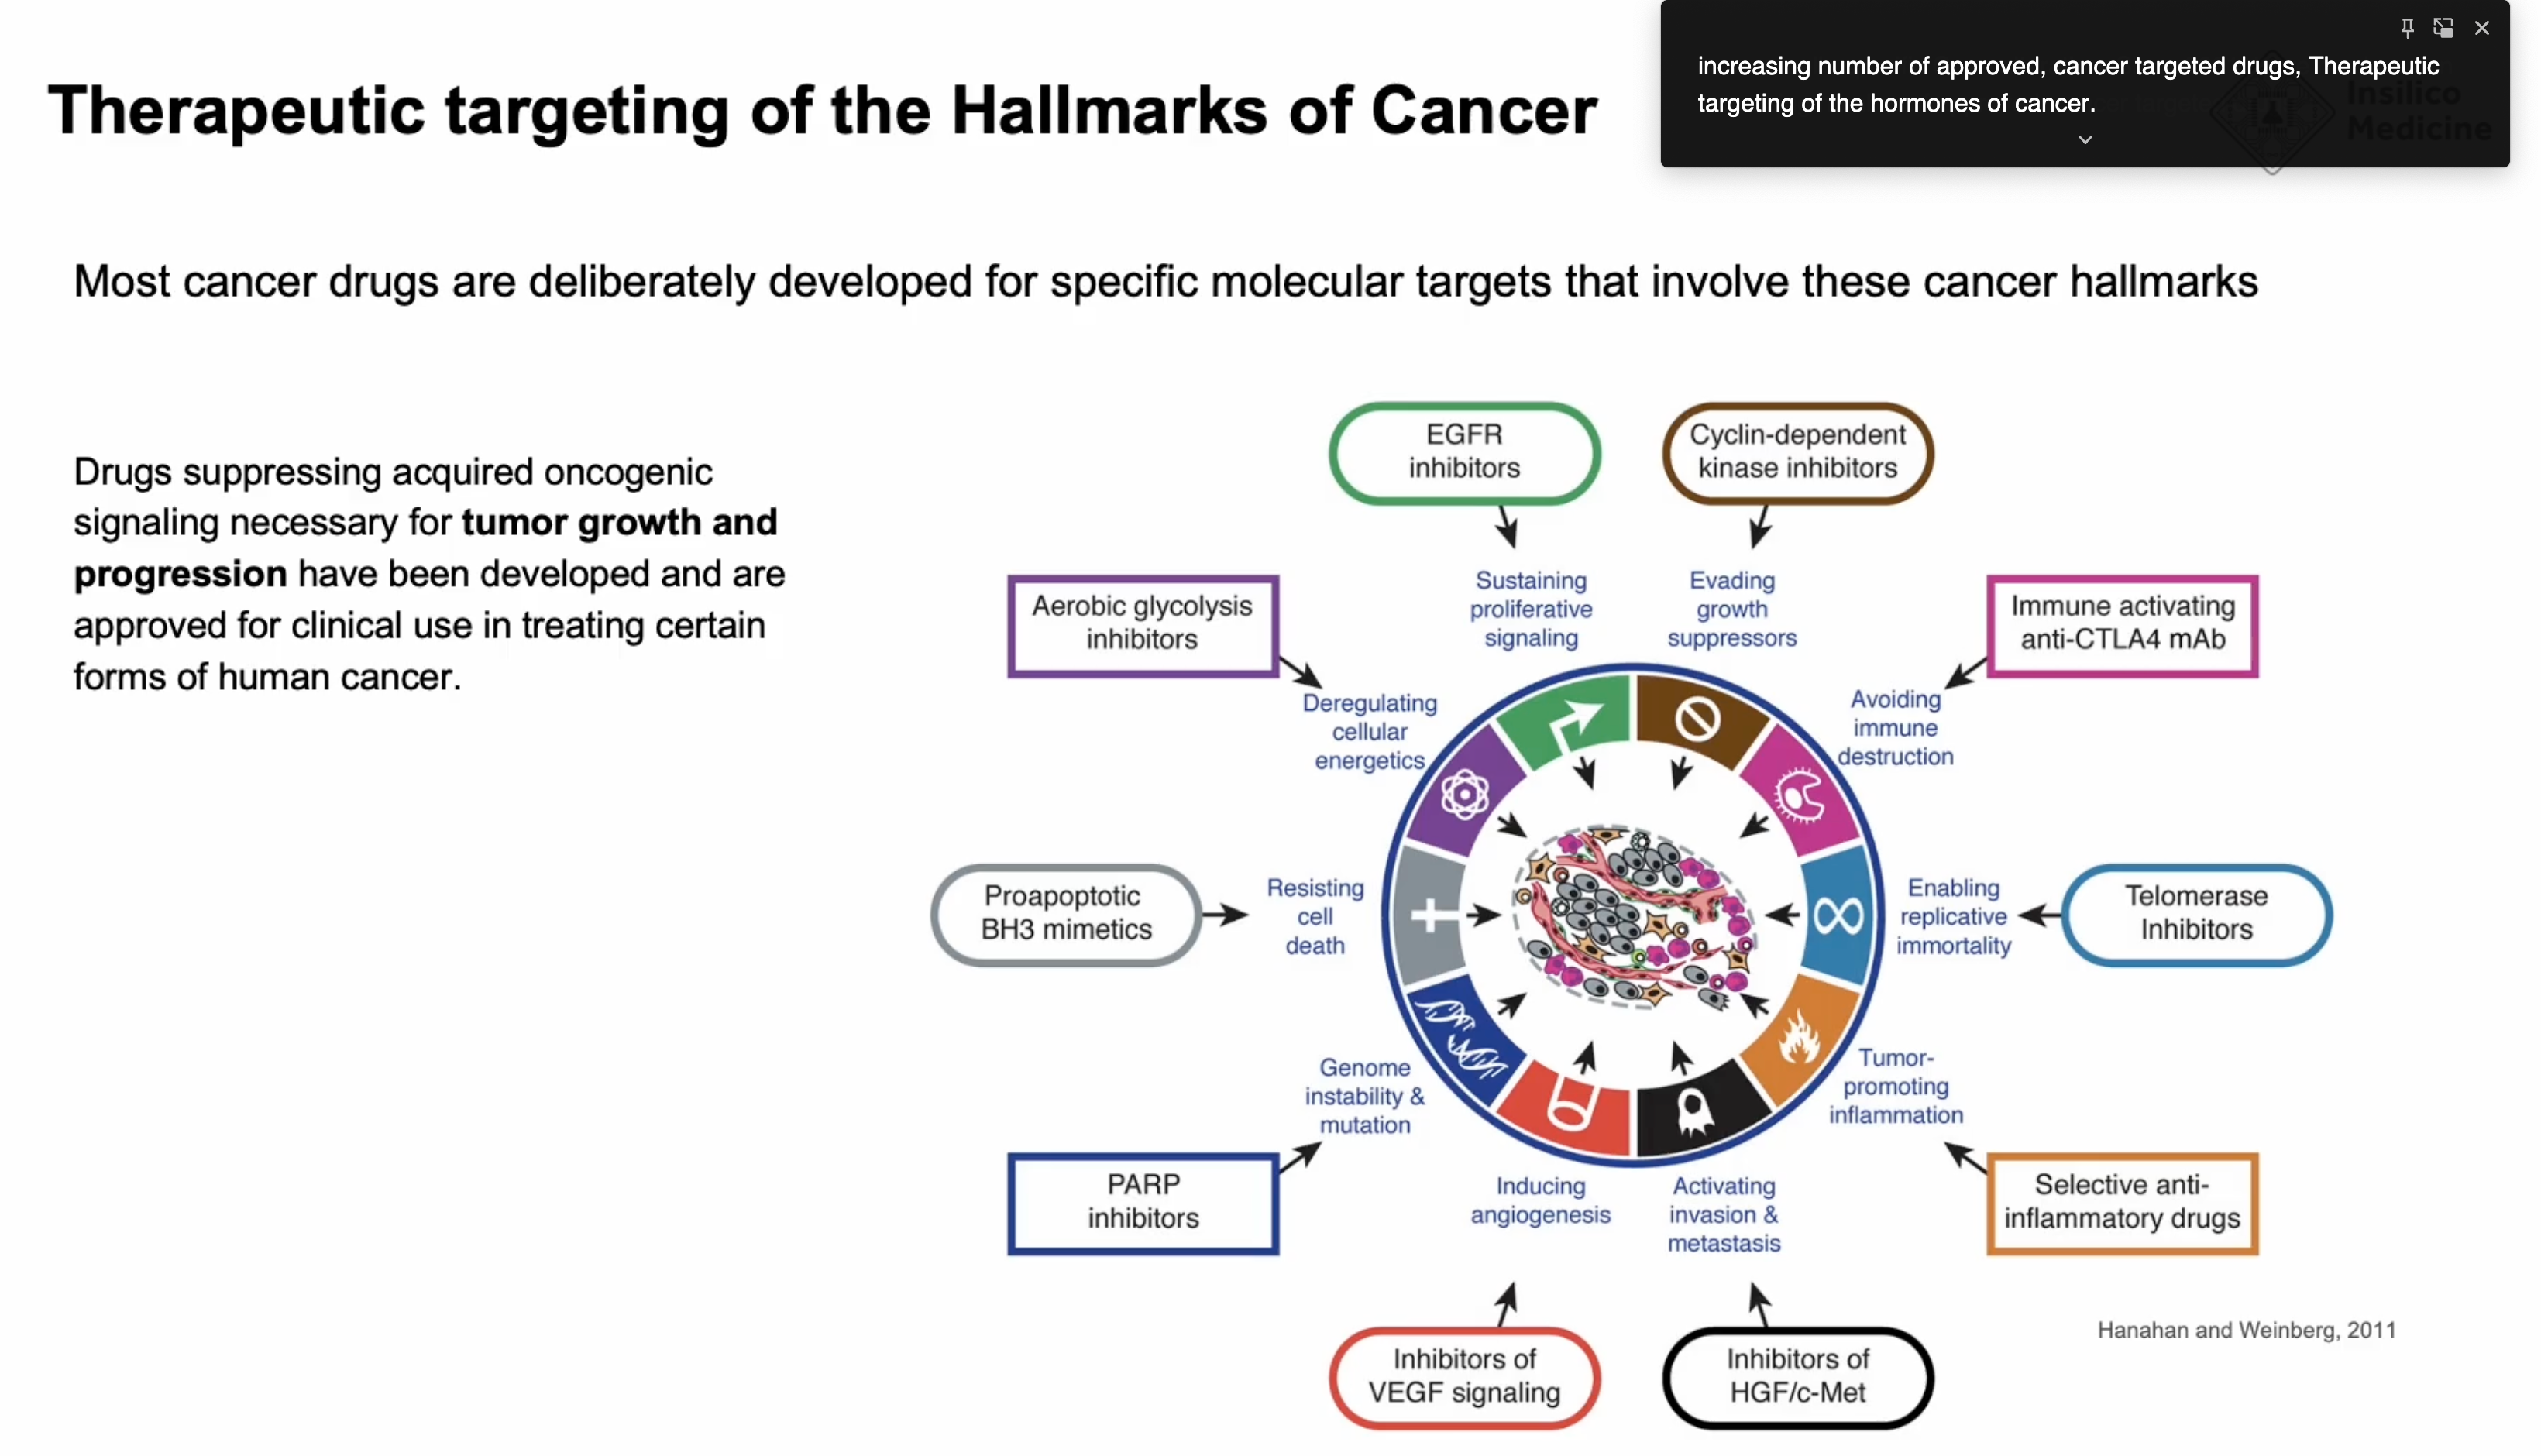 increasing number of approved, cancer targeted drugs, Therapeutic
targeting of the hormones of cancer.
Insilico
Medicine
Therapeutic targeting of the Hallmarks of Cancer
Most cancer drugs are deliberately developed for specific molecular targets that involve these cancer hallmarks
Drugs suppressing acquired oncogenic
signaling necessary for tumor growth and
progression have been developed and are
approved for clinical use in treating certain
forms of human cancer.
EGFR
inhibitors
Cyclin-dependent
kinase inhibitors
Sustaining
proliferative
signaling
Evading
growth
suppressors
Aerobic glycolysis
inhibitors
Immune activating
anti-CTLA4 mAb
Deregulating
cellular
energetics
Avoiding
immune
destruction
Proapoptotic
BH3 mimetics
Resisting
cell
death
Enabling
replicative
immortality
Telomerase
Inhibitors
Genome
instability &
mutation
Tumor-
promoting
inflammation
PARP
inhibitors
Inducing
angiogenesis
Activating
invasion &
metastasis
Selective anti-
inflammatory drugs
Inhibitors of
VEGF signaling
Inhibitors of
HGF/c-Met
Hanahan and Weinberg, 2011